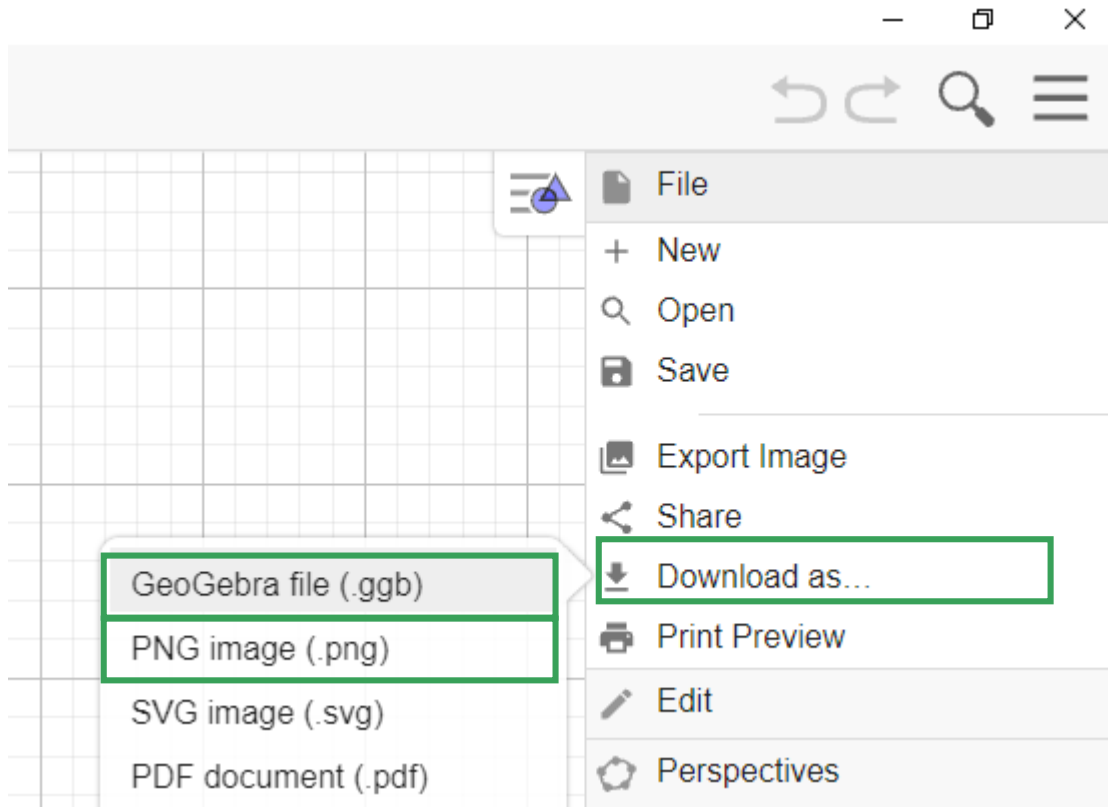 File
New
Open
Save
Export Image
Share
Download as...
Print Preview
Edit
Perspectives
GeoGebra file (.ggb)
PNG image (.png)
SVG image (.svg)
PDF document (.pdf)